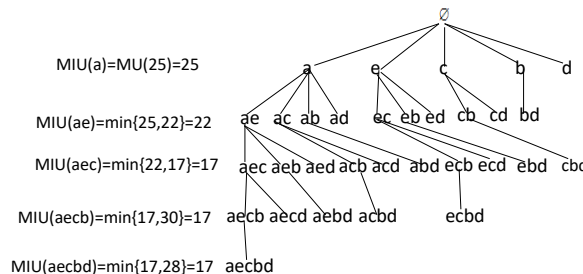 ∅
MIU(a)=MU(25)=25 a e c b d
MIU(ae)=min{25,22}=22 ae ac ab ad ec eb ed cb cd bd
MIU(aec)=min{22,17}=17 aec aeb aed acb acd abd ecb ecd ebd cbd
MIU(aecb)=min{17,30}=17 aecb aecd aebd acbd ecbd
MIU(aecbd)=min{17,28}=17 aecbd